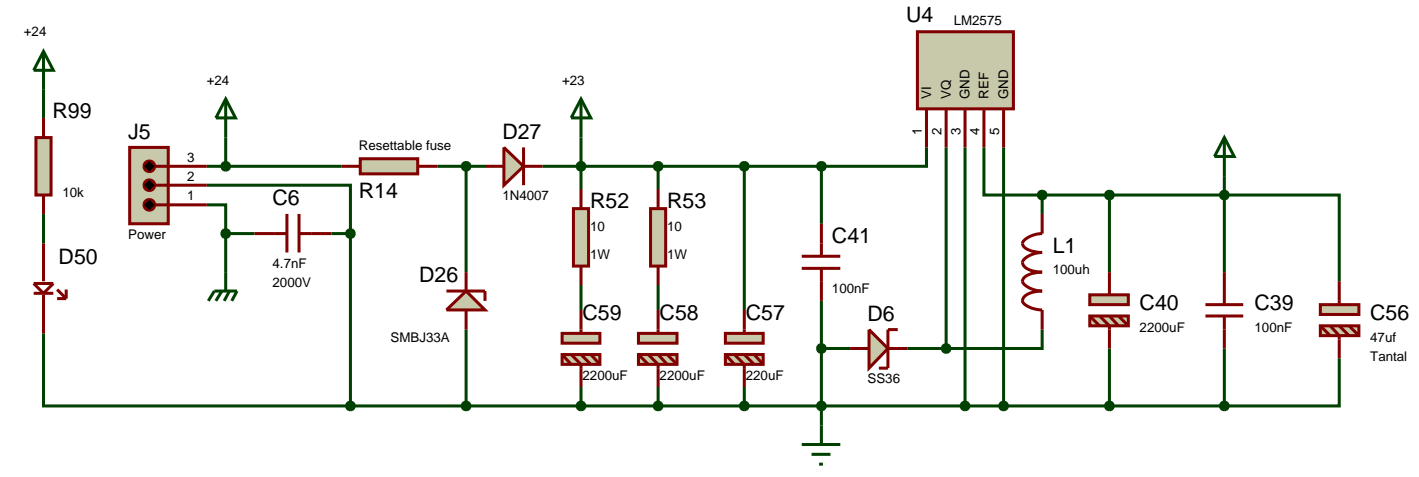 +24
R99
10k
D50
+24
J5
3
2
1
Power
C6
4.7nF
2000V
Resettable fuse
R14
D26
SMBJ33A
D27
1N4007
+23
R52
10
1W
R53
10
1W
C59
2200uF
C58
2200uF
C57
220uF
C41
100nF
D6
SS36
U4
LM2575
VI
VQ
GND
REF
GND
1
2
3
4
5
L1
100uh
C40
2200uF
C39
100nF
C56
47uf
Tantal